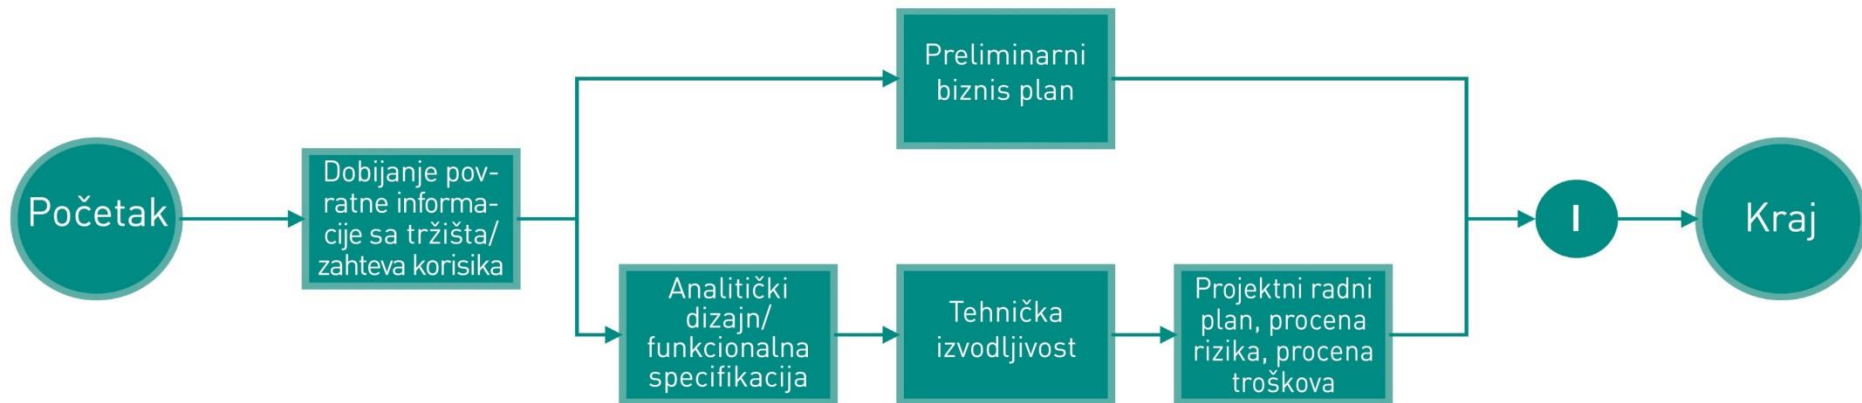 Početak
Dobijanje pov-
ratne informa-
cije sa tržišta/
zahteva korisika
Preliminarni
biznis plan
Analitički
dizajn/
funkcionalna
specifikacija
Tehnička
izvodljivost
Projektni radni
plan, procena
rizika, procena
troškova
I
Kraj